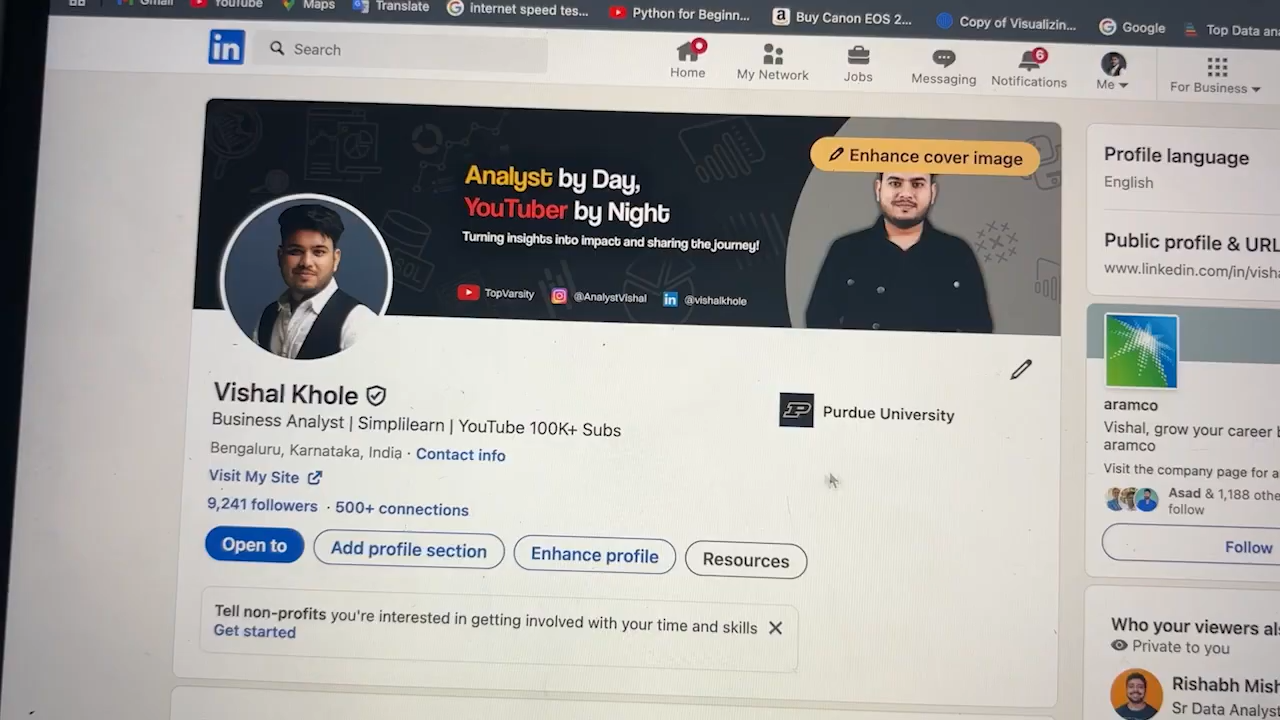 Gmail
YouTube
Maps
Translate
internet speed tes...
Python for Beginn...
Buy Canon EOS 2...
Copy of Visualizin...
Google
in
Search
Home
My Network
Jobs
Messaging
6
Notifications
Me
For Business
Analyst by Day,
YouTuber by Night
Turning insights into impact and sharing the journey!
TopVarsity
@AnalystVishal
in @vishalkhole
SQL
Enhance cover image
Vishal Khole
Business Analyst | Simplilearn | YouTube 100K+ Subs
Bengaluru, Karnataka, India · Contact info
Visit My Site
9,241 followers · 500+ connections
Purdue University
Open to
Add profile section
Enhance profile
Resources
Tell non-profits you're interested in getting involved with your time and skills
Get started
Profile language
English
Public profile & URL
www.linkedin.com/in/visha
aramco
Vishal, grow your career
aramco
Visit the company page for
Asad & 1,188 othe
follow
Follow
Who your viewers als
Private to you
Rishabh Mish
Sr Data Analyst